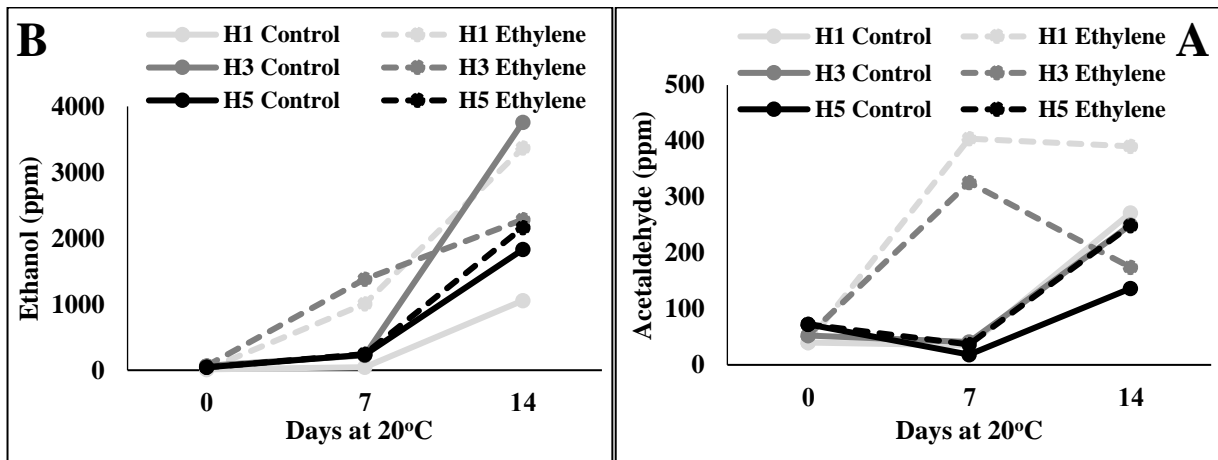 B
H1 Control
H1 Ethylene
H3 Control
H3 Ethylene
H5 Control
H5 Ethylene
Ethanol (ppm)
4000
3000
2000
1000
0
0
7
14
Days at 20°C
A
H1 Control
H1 Ethylene
H3 Control
H3 Ethylene
H5 Control
H5 Ethylene
Acetaldehyde (ppm)
500
400
300
200
100
0
0
7
14
Days at 20°C